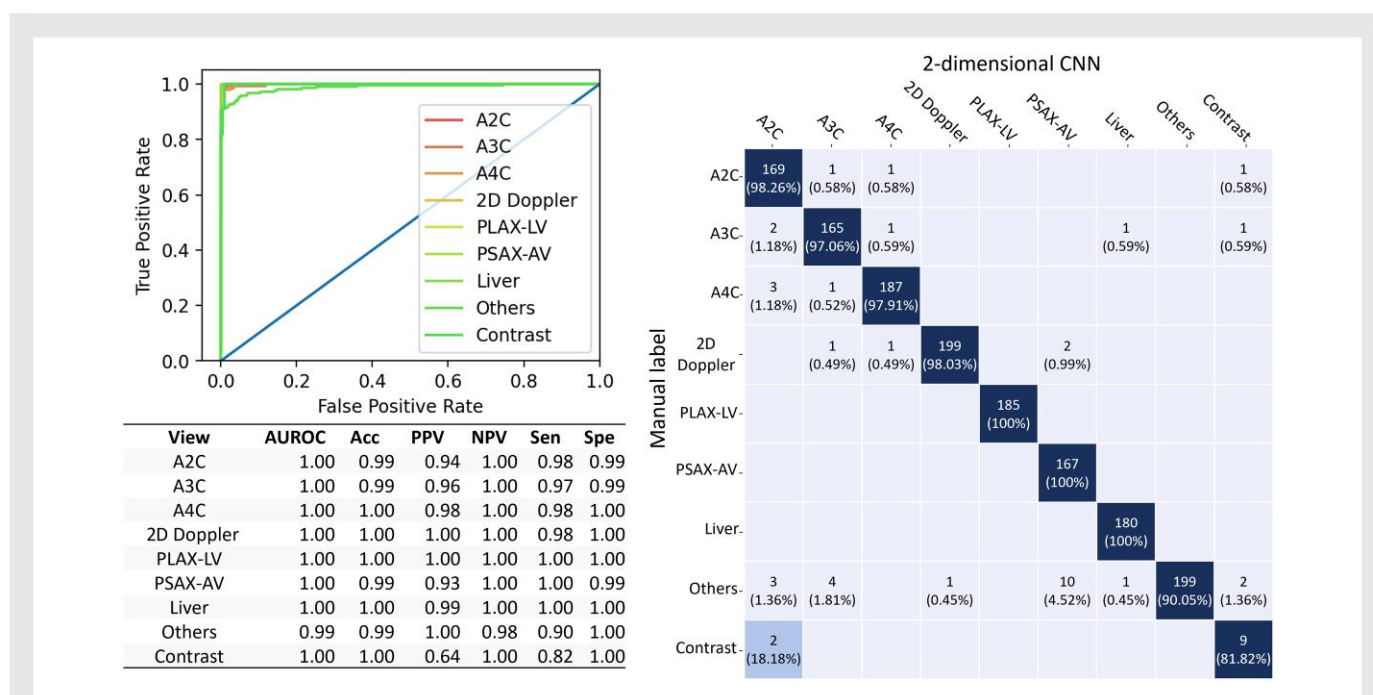 2-dimensional CNN
True Positive Rate
1.0
0.8
0.6
0.4
0.2
0.0
0.0 0.2 0.4 0.6 0.8 1.0
False Positive Rate
A2C
A3C
A4C
2D Doppler
PLAX-LV
PSAX-AV
Liver
Others
Contrast
View AUROC Acc PPV NPV Sen Spe
A2C 1.00 0.99 0.94 1.00 0.98 0.99
A3C 1.00 0.99 0.96 1.00 0.97 0.99
A4C 1.00 1.00 0.98 1.00 0.98 1.00
2D Doppler 1.00 1.00 1.00 1.00 0.98 1.00
PLAX-LV 1.00 1.00 1.00 1.00 1.00 1.00
PSAX-AV 1.00 0.99 0.93 1.00 1.00 0.99
Liver 1.00 1.00 0.99 1.00 1.00 1.00
Others 0.99 0.99 1.00 0.98 0.90 1.00
Contrast 1.00 1.00 0.64 1.00 0.82 1.00
A2C A3C A4C 2D Doppler PLAX-LV PSAX-AV Liver Others Contrast
Manual label
A2C 169 1 1 1
(98.26%) (0.58%) (0.58%) (0.58%)
A3C 2 165 1 1 1
(1.18%) (97.06%) (0.59%) (0.59%) (0.59%)
A4C 3 1 187
(1.18%) (0.52%) (97.91%)
2D 1 1 199 2
Doppler (0.49%) (0.49%) (98.03%) (0.99%)
PLAX-LV 185
(100%)
PSAX-AV 167
(100%)
Liver 180
(100%)
Others 3 4 1 10 1 199 2
(1.36%) (1.81%) (0.45%) (4.52%) (0.45%) (90.05%) (1.36%)
Contrast 2 9
(18.18%) (81.82%)